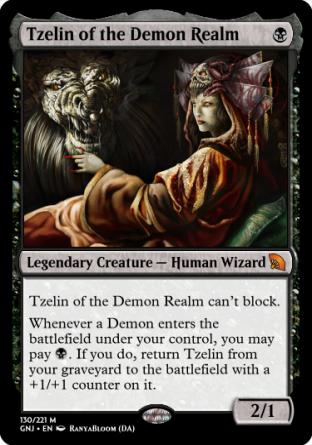 Tzelin of the Demon Realm
Legendary Creature — Human Wizard
Tzelin of the Demon Realm can't block.
Whenever a Demon enters the
battlefield under your control, you may
pay. If you do, return Tzelin from
your graveyard to the battlefield with a
+1/+1 counter on it.
2/1
130/221 M
GNJ • EN RanyaBloom (DA)